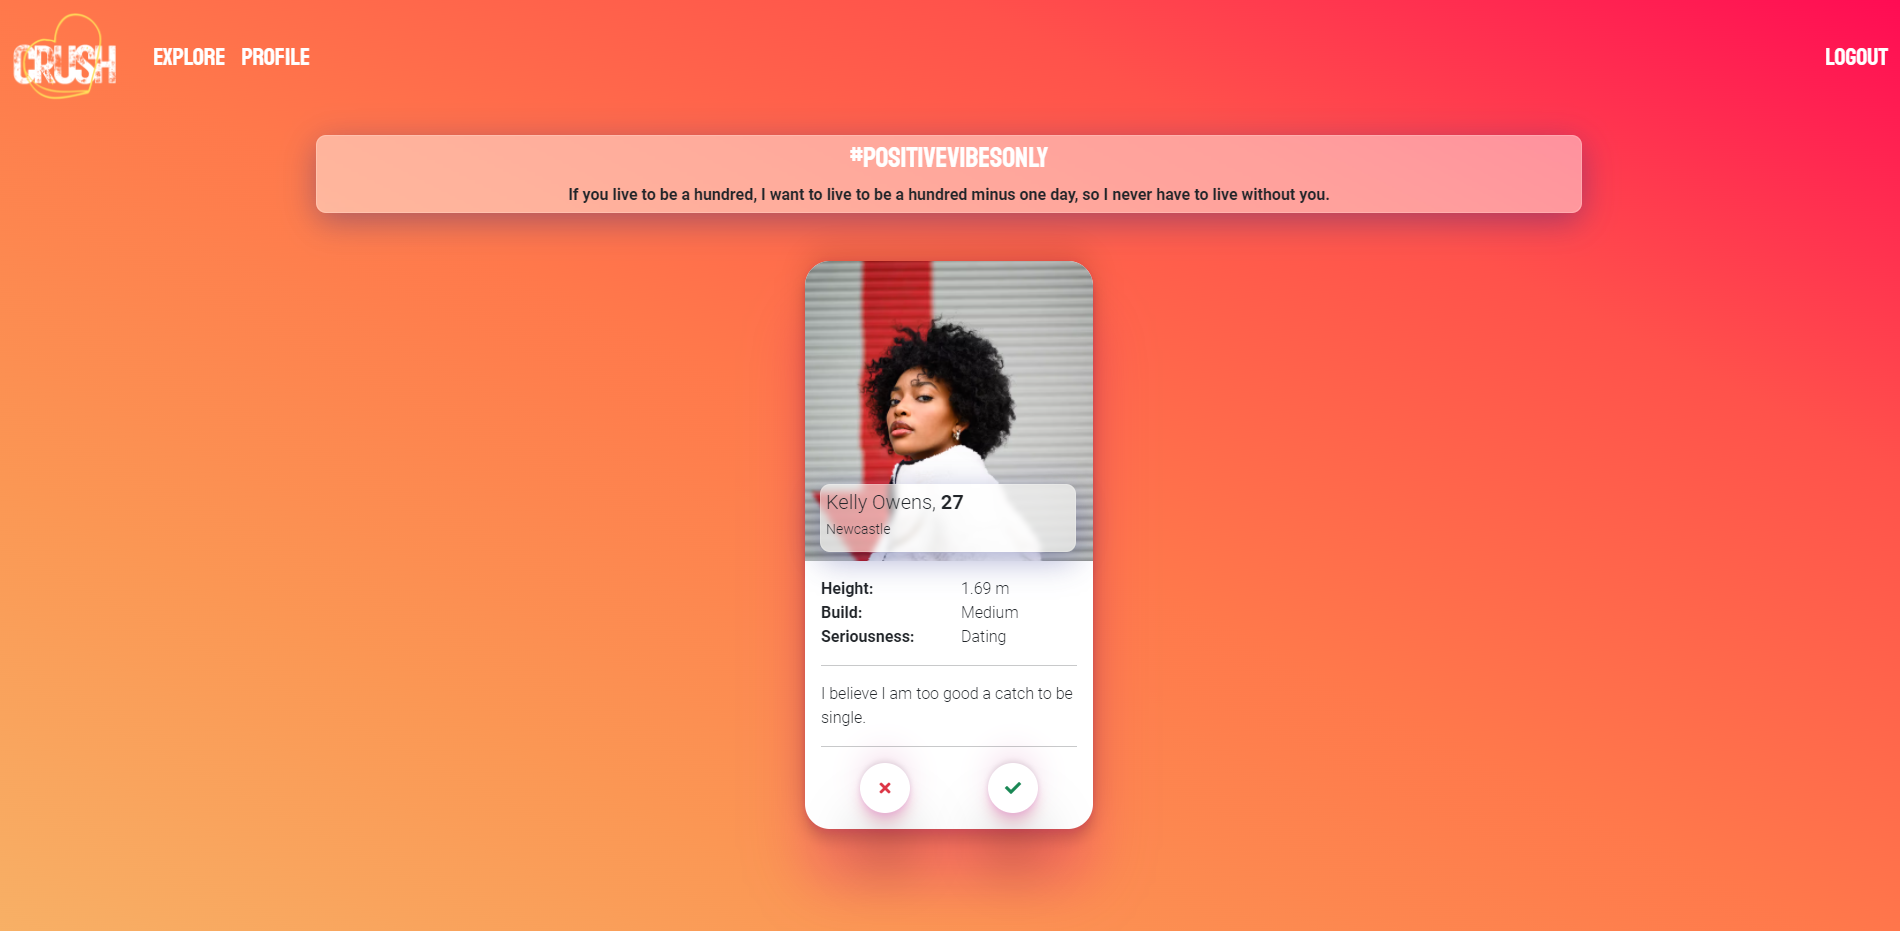 CRUSH
EXPLORE PROFILE
LOGOUT
#POSITIVEVIBESONLY
If you live to be a hundred, I want to live to be a hundred minus one day, so I never have to live without you.
Kelly Owens, 27
Newcastle
Height: 1.69 m
Build: Medium
Seriousness: Dating
I believe I am too good a catch to be
single.